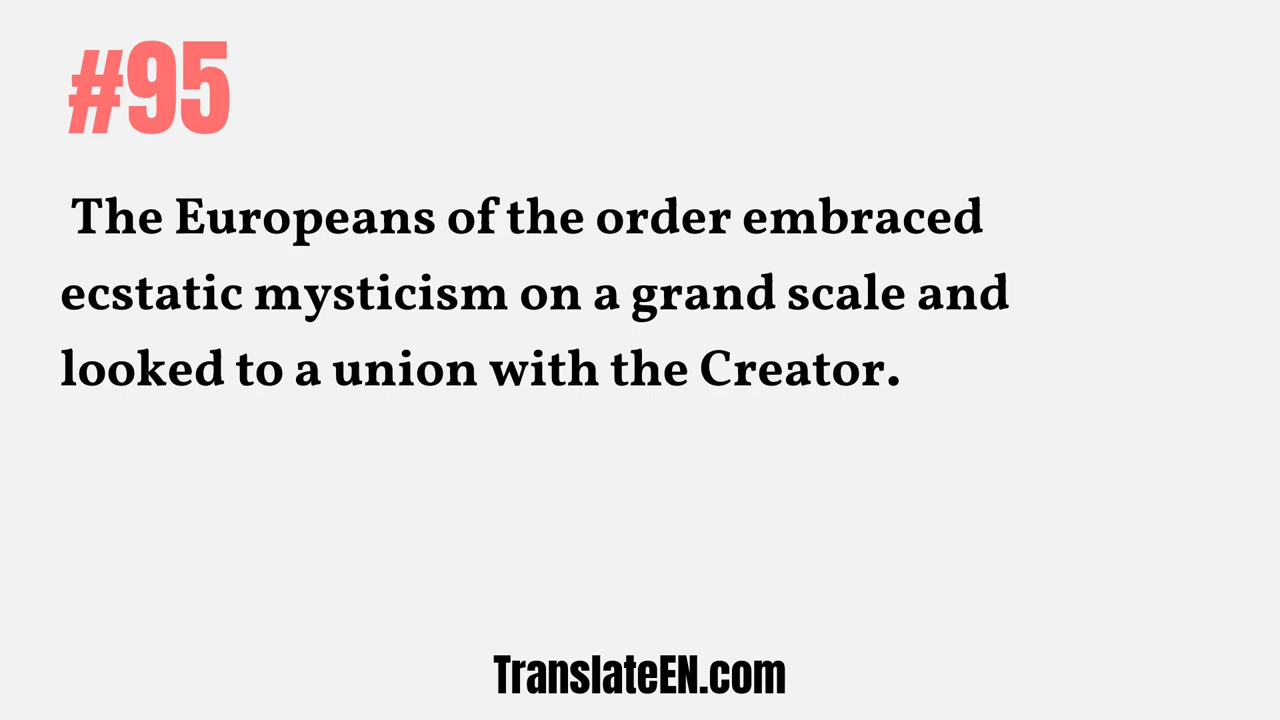 #95
The Europeans of the order embraced
ecstatic mysticism on a grand scale and
looked to a union with the Creator.
TranslateEN.com